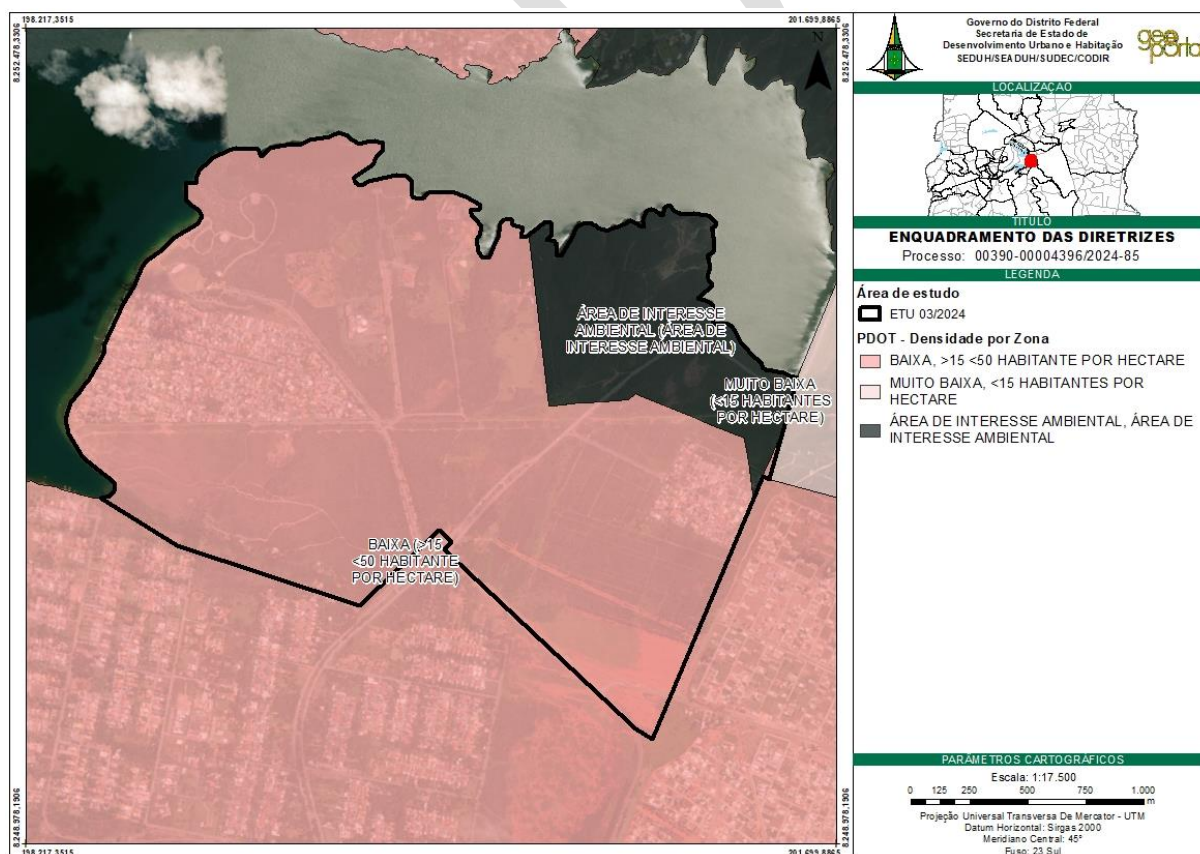 198.217,3515
201.699,8865
8.252.478,3306
8.252.478,3306
N
ÁREA DE INTERESSE
AMBIENTAL (ÁREA DE
INTERESSE AMBIENTAL)
MUITO BAIXA
(<15 HABITANTES
POR HECTARE)
BAIXA (>15
<50 HABITANTE
POR HECTARE)
8.248.978,1906
8.248.978,1906
198.217,3515
201.699,8865
Governo do Distrito Federal
Secretaria de Estado de
Desenvolvimento Urbano e Habitação
SEDUH/SEADUH/SUDEC/CODIR
geo
porta
LOCALIZAÇÃO
TÍTULO
ENQUADRAMENTO DAS DIRETRIZES
Processo: 00390-00004396/2024-85
LEGENDA
Área de estudo
ETU 03/2024
PDOT - Densidade por Zona
BAIXA, >15 <50 HABITANTE POR HECTARE
MUITO BAIXA, <15 HABITANTES POR
HECTARE
ÁREA DE INTERESSE AMBIENTAL, ÁREA DE
INTERESSE AMBIENTAL
PARÂMETROS CARTOGRÁFICOS
Escala: 1:17.500
0 125 250 500 750 1.000
m
Projeção Universal Transversa De Mercator - UTM
Datum Horizontal: Sirgas 2000
Meridiano Central: 45º
Fuso: 23 Sul